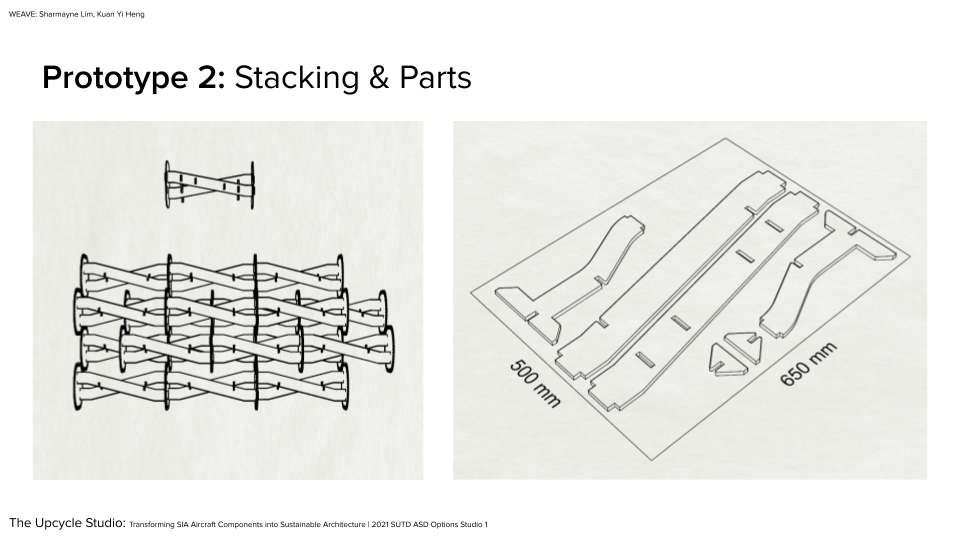 WEAVE: Sharmayne Lim, Kuan Yi Heng
Prototype 2: Stacking & Parts
500 mm
650 mm
The Upcycle Studio: Transforming SIA Aircraft Components into Sustainable Architecture | 2021 SUTD ASD Options Studio 1